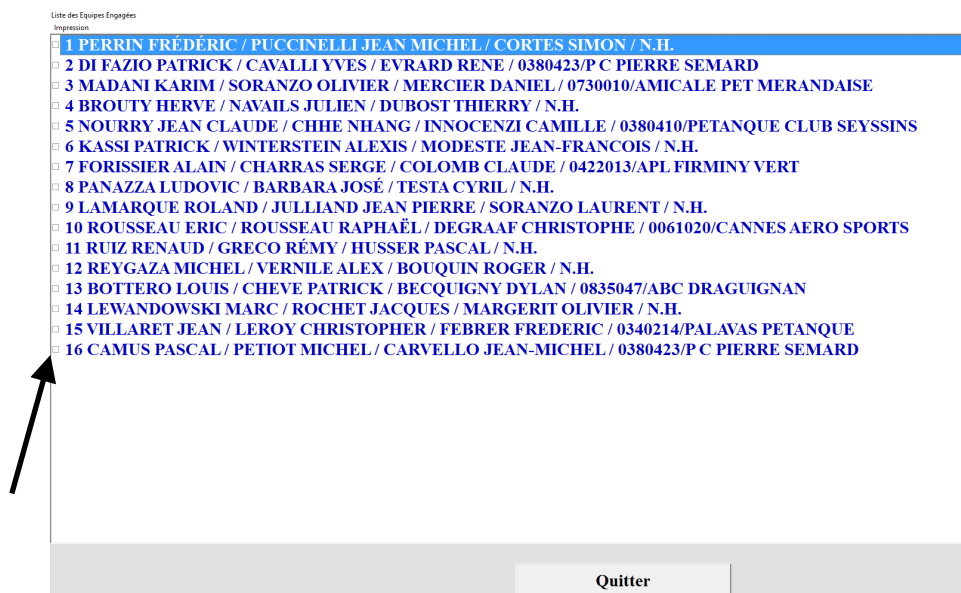 Liste des Equipes Engagées
Impression
1 PERRIN FRÉDÉRIC / PUCCINELLI JEAN MICHEL / CORTES SIMON / N.H.
2 DI FAZIO PATRICK / CAVALLI YVES / EVRARD RENE / 0380423/P C PIERRE SEMARD
3 MADANI KARIM / SORANZO OLIVIER / MERCIER DANIEL / 0730010/AMICALE PET MERANDAISE
4 BROUTY HERVE / NAVAILS JULIEN / DUBOST THIERRY / N.H.
5 NOURRY JEAN CLAUDE / CHHE NHANG / INNOCENZI CAMILLE / 0380410/PETANQUE CLUB SEYSSINS
6 KASSI PATRICK / WINTERSTEIN ALEXIS / MODESTE JEAN-FRANCOIS / N.H.
7 FORISSIER ALAIN / CHARRAS SERGE / COLOMB CLAUDE / 0422013/APL FIRMINY VERT
8 PANAZZA LUDOVIC / BARBARA JOSÉ / TESTA CYRIL / N.H.
9 LAMARQUE ROLAND / JULLIAND JEAN PIERRE / SORANZO LAURENT / N.H.
10 ROUSSEAU ERIC / ROUSSEAU RAPHAËL / DEGRAAF CHRISTOPHE / 0061020/CANNES AERO SPORTS
11 RUIZ RENAUD / GRECO RÉMY / HUSSER PASCAL / N.H.
12 REYGAZA MICHEL / VERNILE ALEX / BOUQUIN ROGER / N.H.
13 BOTTERO LOUIS / CHEVE PATRICK / BECQUIGNY DYLAN / 0835047/ABC DRAGUIGNAN
14 LEWANDOWSKI MARC / ROCHET JACQUES / MARGERIT OLIVIER / N.H.
15 VILLARET JEAN / LEROY CHRISTOPHER / FEBRER FREDERIC / 0340214/PALAVAS PETANQUE
16 CAMUS PASCAL / PETIOT MICHEL / CARVELLO JEAN-MICHEL / 0380423/P C PIERRE SEMARD
Quitter